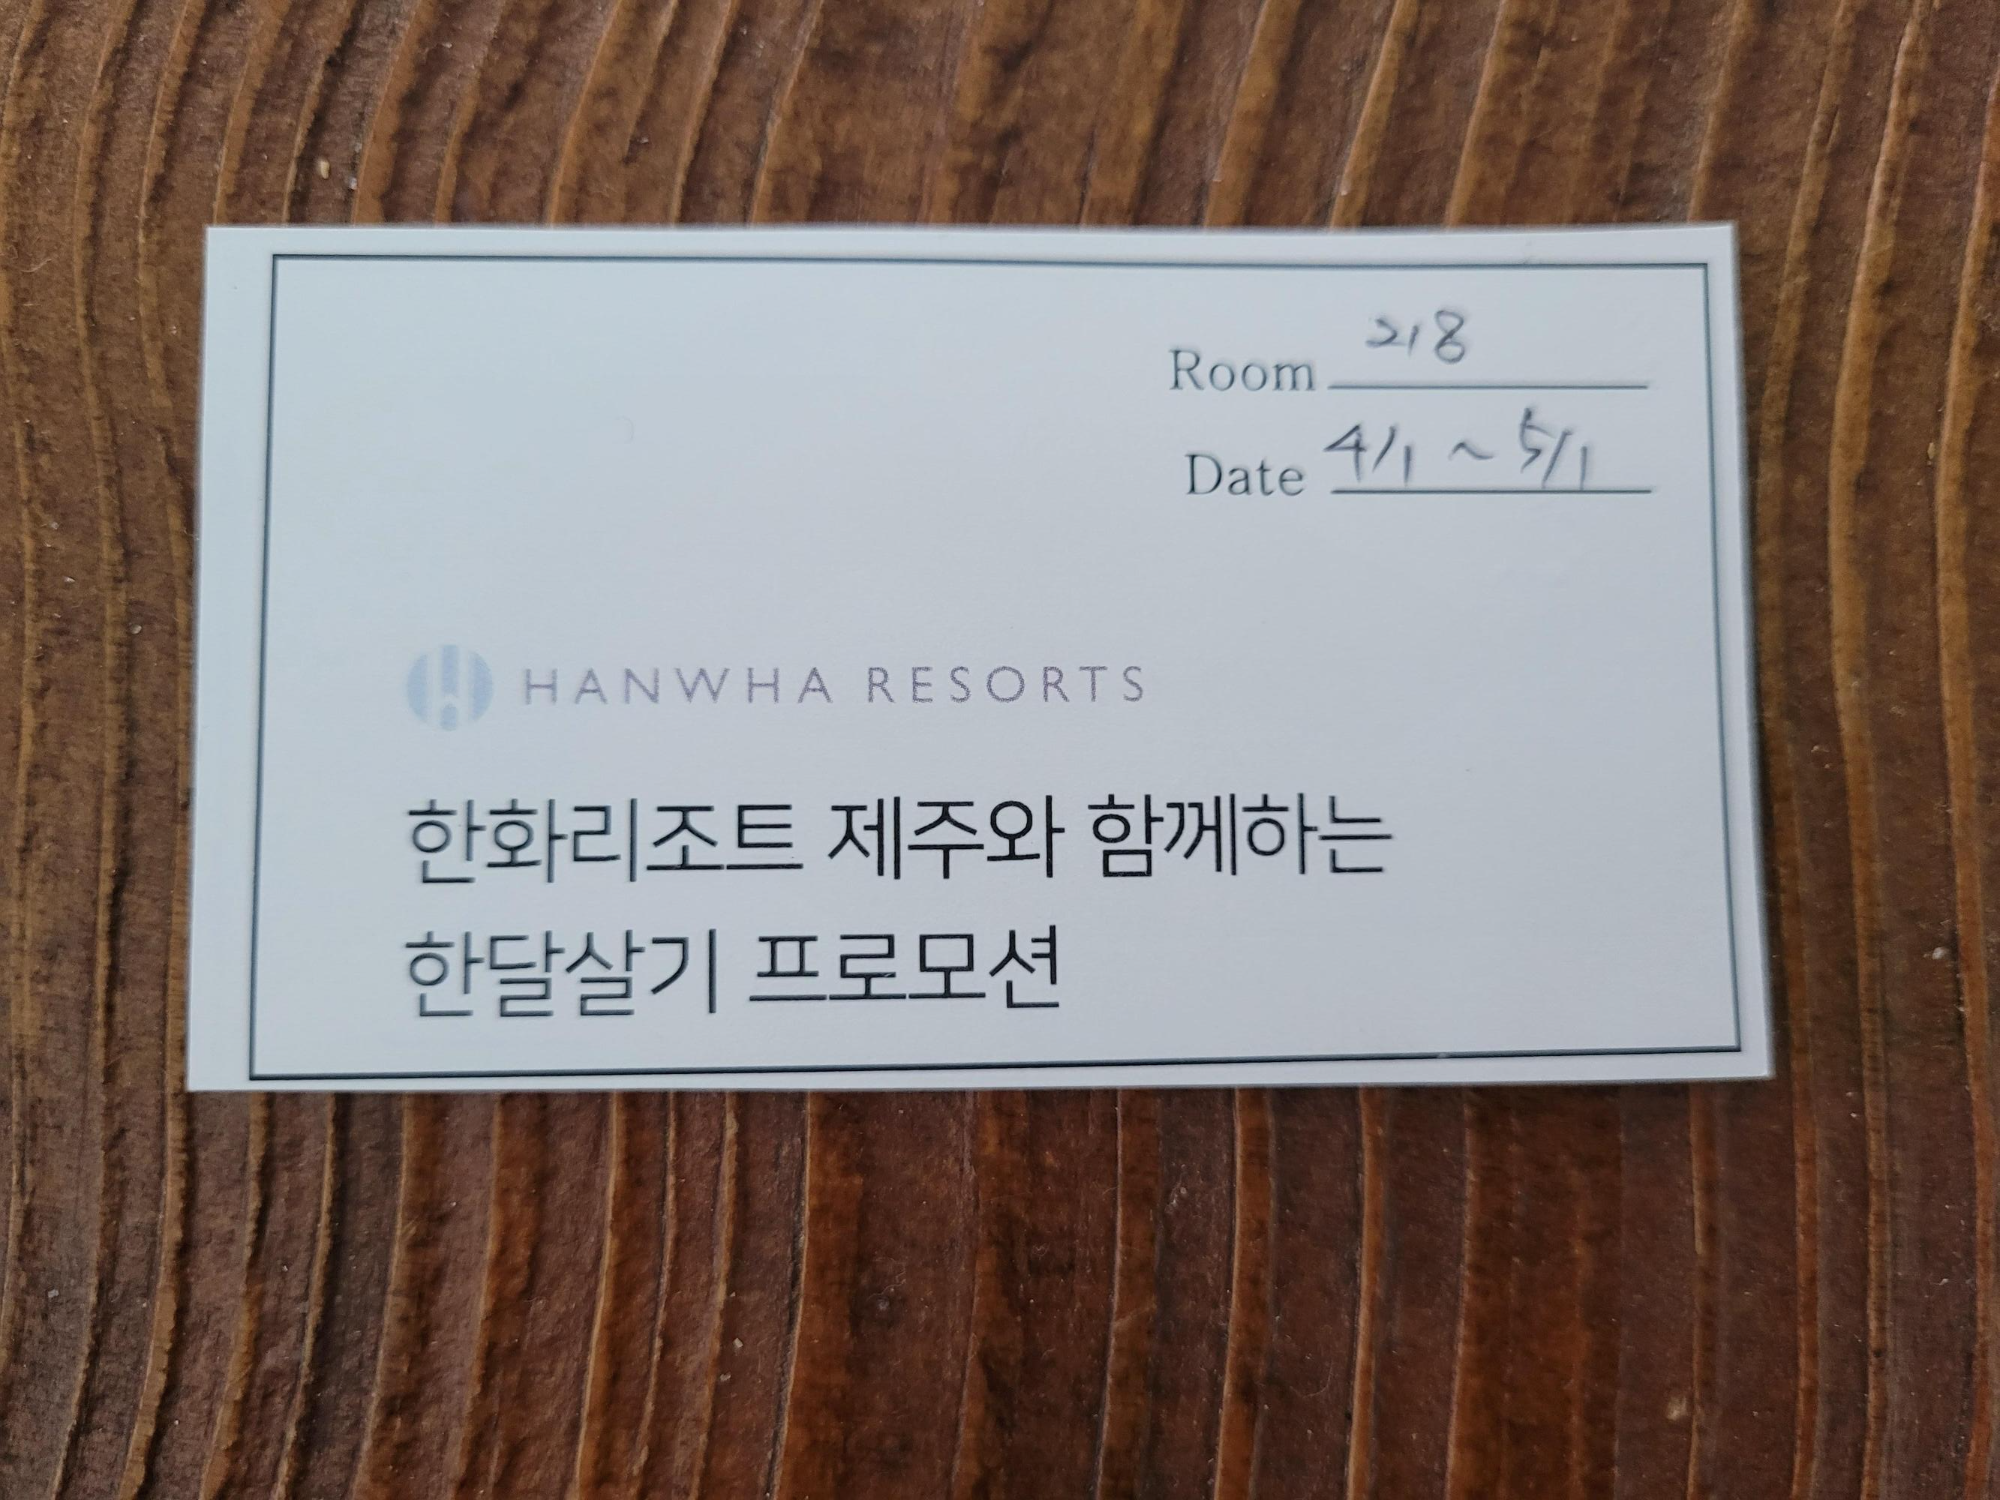 Room 218
Date 4/1 ~ 5/1
HANWHA RESORTS
한화리조트 제주와 함께하는
한달살기 프로모션